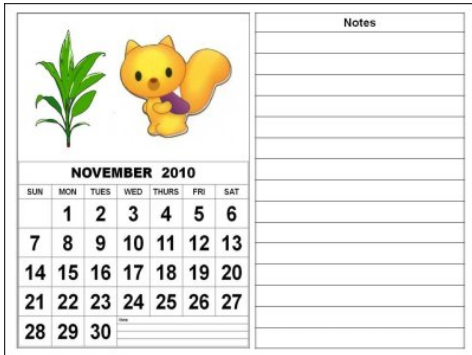 Notes
NOVEMBER 2010
SUN MON TUES WED THURS FRI SAT
1 2 3 4 5 6
7 8 9 10 11 12 13
14 15 16 17 18 19 20
21 22 23 24 25 26 27
28 29 30